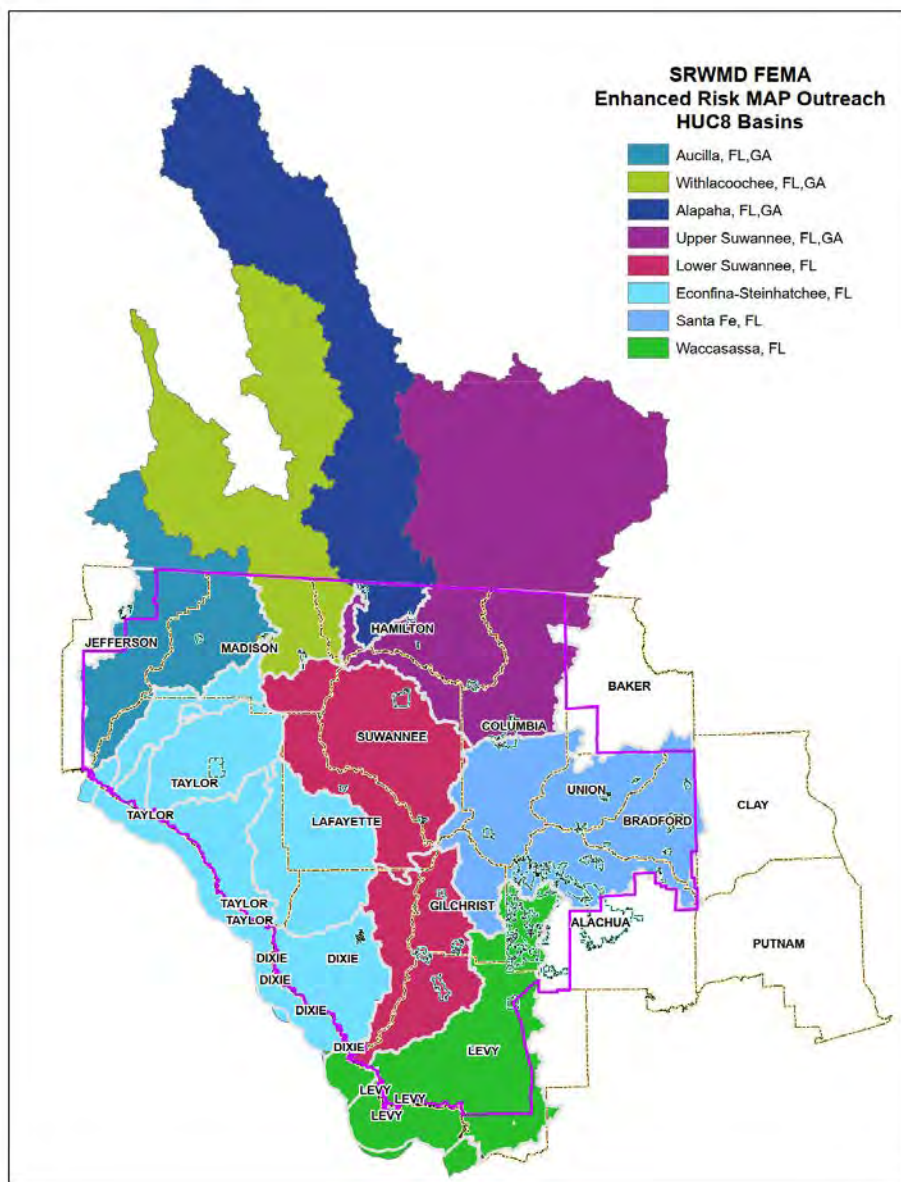 SRWMD FEMA
Enhanced Risk MAP Outreach
HUC8 Basins
Aucilla, FL,GA
Withlacoochee, FL,GA
Alapaha, FL,GA
Upper Suwannee, FL,GA
Lower Suwannee, FL
Econfina-Steinhatchee, FL
Santa Fe, FL
Waccasassa, FL
JEFFERSON
MADISON
HAMILTON
BAKER
COLUMBIA
SUWANNEE
TAYLOR
UNION
CLAY
TAYLOR
LAFAYETTE
BRADFORD
TAYLOR
GILCHRIST
TAYLOR
ALACHUA
PUTNAM
DIXIE
DIXIE
DIXIE
DIXIE
DIXIE
LEVY
LEVY
LEVY
LEVY